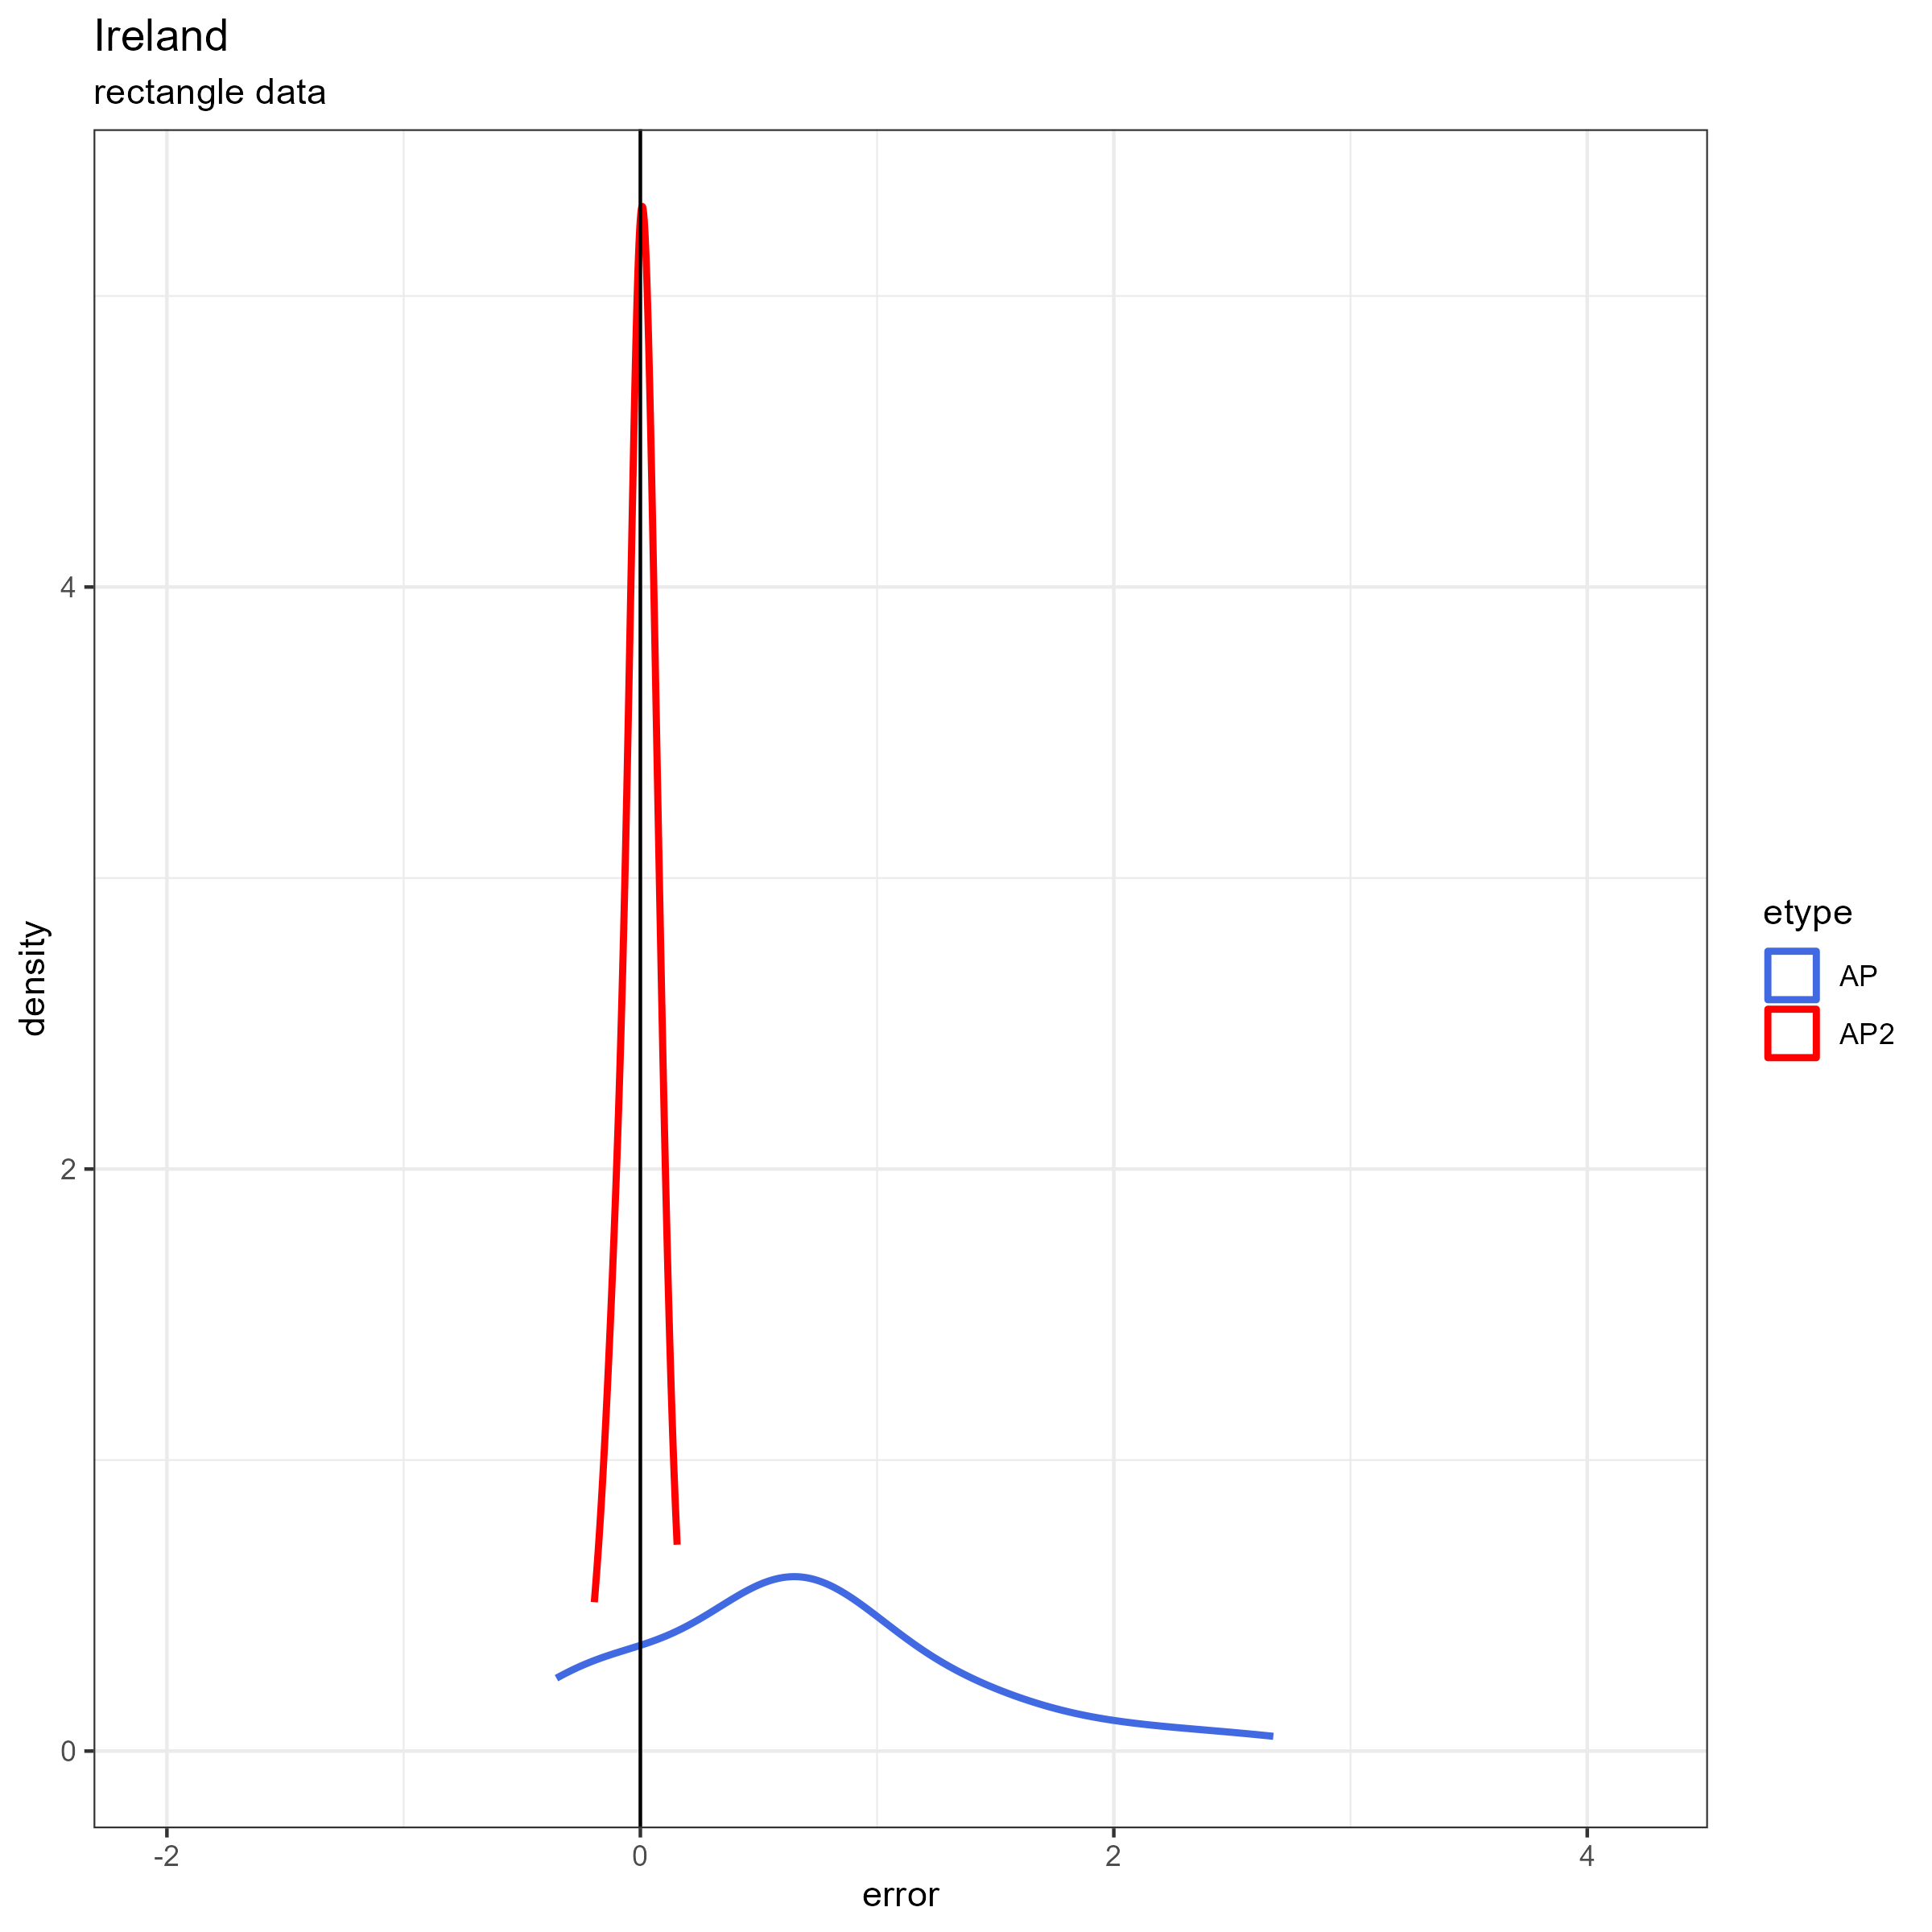 Ireland
rectangle data
density
4
2
0
-2
0
2
4
error
etype
AP
AP2